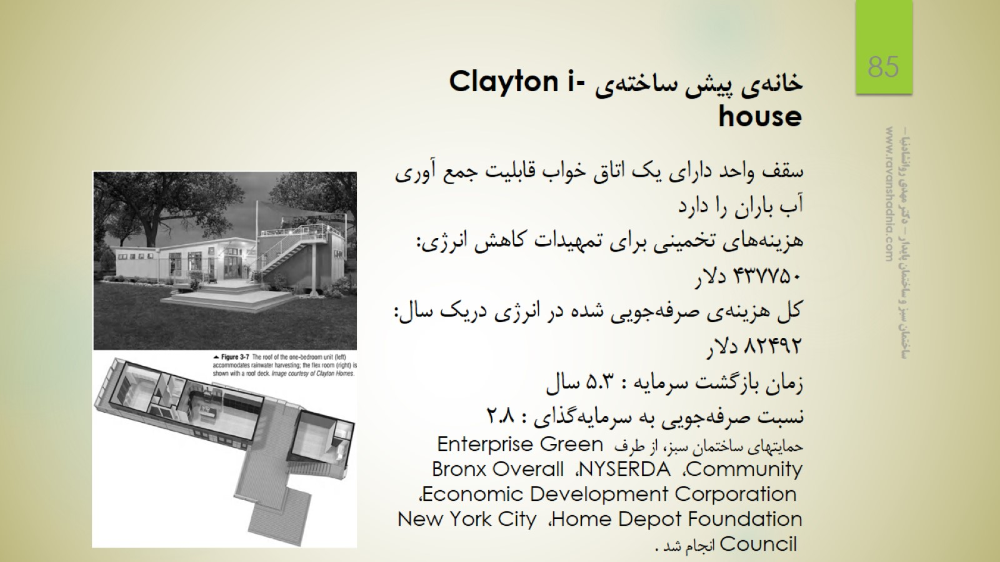 85
خانه‌ی پیش ساخته‌ی Clayton i-
house
سقف واحد دارای یک اتاق خواب قابلیت جمع آوری
آب باران را دارد
هزینه‌های تخمینی برای تمهیدات کاهش انرژی:
۴۳۷۷۵۰ دلار
کل هزینه‌ی صرفه‌جویی شده در انرژی دریک سال:
۸۲۴۹۲ دلار
زمان بازگشت سرمایه : ۵.۳ سال
نسبت صرفه‌جویی به سرمایه‌گذای : ۲.۸
حمایتهای ساختمان سبز، از طرف Enterprise Green
Community، NYSERDA، Bronx Overall
Economic Development Corporation،
Home Depot Foundation، New York City
Council انجام شد .
Figure 3-7 The roof of the one-bedroom unit (left)
accommodates rainwater harvesting; the flex room (right) is
shown with a roof deck. Image courtesy of Clayton Homes.
ساختمان سبز و ساختمان پایدار – دکتر مهدی روانشادنیا –
www.ravanshadnia.com